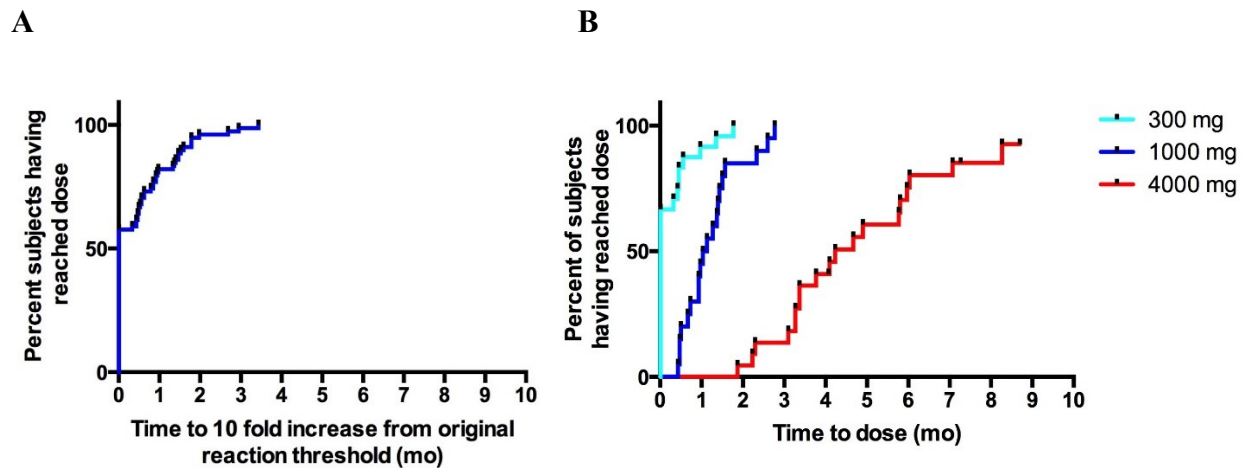 A
B
Percent subjects having
reached dose
100
50
0
0 1 2 3 4 5 6 7 8 9 10
Time to 10 fold increase from original
reaction threshold (mo)
Percent of subjects
having reached dose
100
50
0
0 1 2 3 4 5 6 7 8 9 10
Time to dose (mo)
300 mg
1000 mg
4000 mg